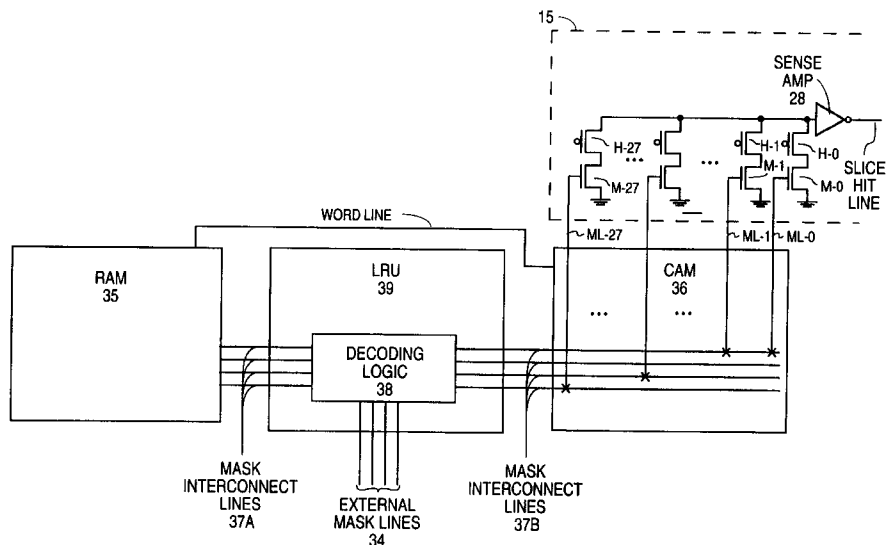 15
SENSE
AMP
28
H-27
H-1
H-0
M-27
M-1
M-0
SLICE
HIT
LINE
WORD LINE
ML-27
ML-1
ML-0
RAM
35
LRU
39
CAM
36
DECODING
LOGIC
38
MASK
INTERCONNECT
LINES
37A
EXTERNAL
MASK LINES
34
MASK
INTERCONNECT
LINES
37B